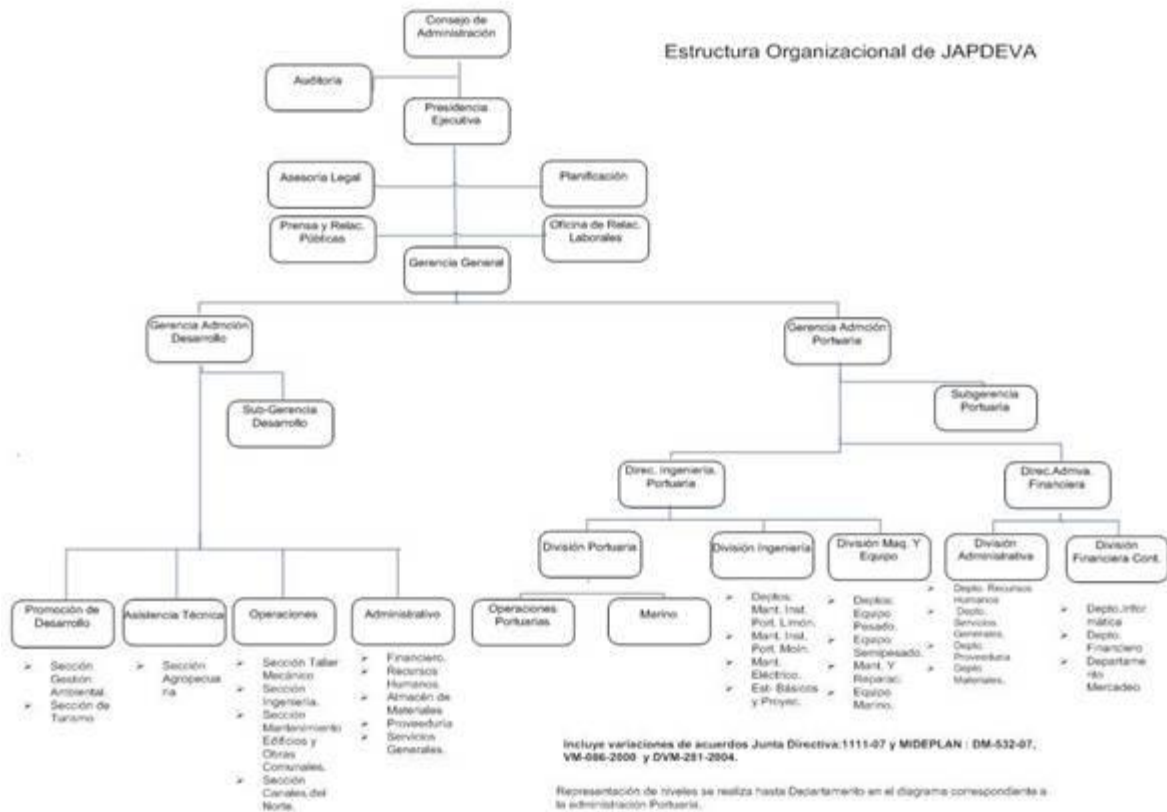 Consejo de
Administración
Estructura Organizacional de JAPDEVA
Auditoria
Presidencia
Ejecutiva
Asesoría Legal
Planificación
Prensa y Relac.
Públicas
Oficina de Relac.
Laborales
Gerencia General
Gerencia Admción
Desarrollo
Gerencia Admción
Portuaria
Sub-Gerencia
Desarrollo
Subgerencia
Portuaria
Direc. Ingeniería.
Portuaria
Direc.Admva.
Financiera
División Portuaria
División Ingeniería
División Maq. Y
Equipo
División
Administrativa
División
Financiera Cont.
Promoción de
Desarrollo
Asistencia Técnica
Operaciones
Administrativo
Operaciones
Portuarias
Marino
➢ Sección
Gestión
Ambiental.
➢ Sección de
Turismo
➢ Sección
Agropecua
ria
➢ Sección Taller
Mecánico
➢ Sección
Ingeniería.
➢ Sección
Mantenimiento
Edificios y
Obras
Comunales.
➢ Sección
Canales del
Norte.
➢ Financiero.
➢ Recursos
Humanos.
➢ Almacén de
Materiales
➢ Proveeduria
➢ Servicios
Generales.
➢ Deptos:
Mant. Inst.
Port. Limón.
➢ Mant. Inst.
Port. Moín.
➢ Mant.
Eléctrico.
➢ Est. Básicos
y Proyec.
➢ Deptos:
Equipo
Pesado.
➢ Equipo
Semipesado.
➢ Mant. Y
Reparac.
➢ Equipo
Marino.
➢ Depto. Recursos
Humanos
➢ Depto.
Servicios
Generales.
➢ Depto
Proveeduria
➢ Depto
Materiales.
➢ Depto.Infor
mática
➢ Depto.
Financiero
➢ Departame
nto
Mercadeo
Incluye variaciones de acuerdos Junta Directiva:1111-07 y MIDEPLAN : DM-532-07,
VM-086-2000 y DVM-281-2004.
Representación de niveles se realiza hasta Departamento en el diagrama correspondiente a
la administración Portuaria.